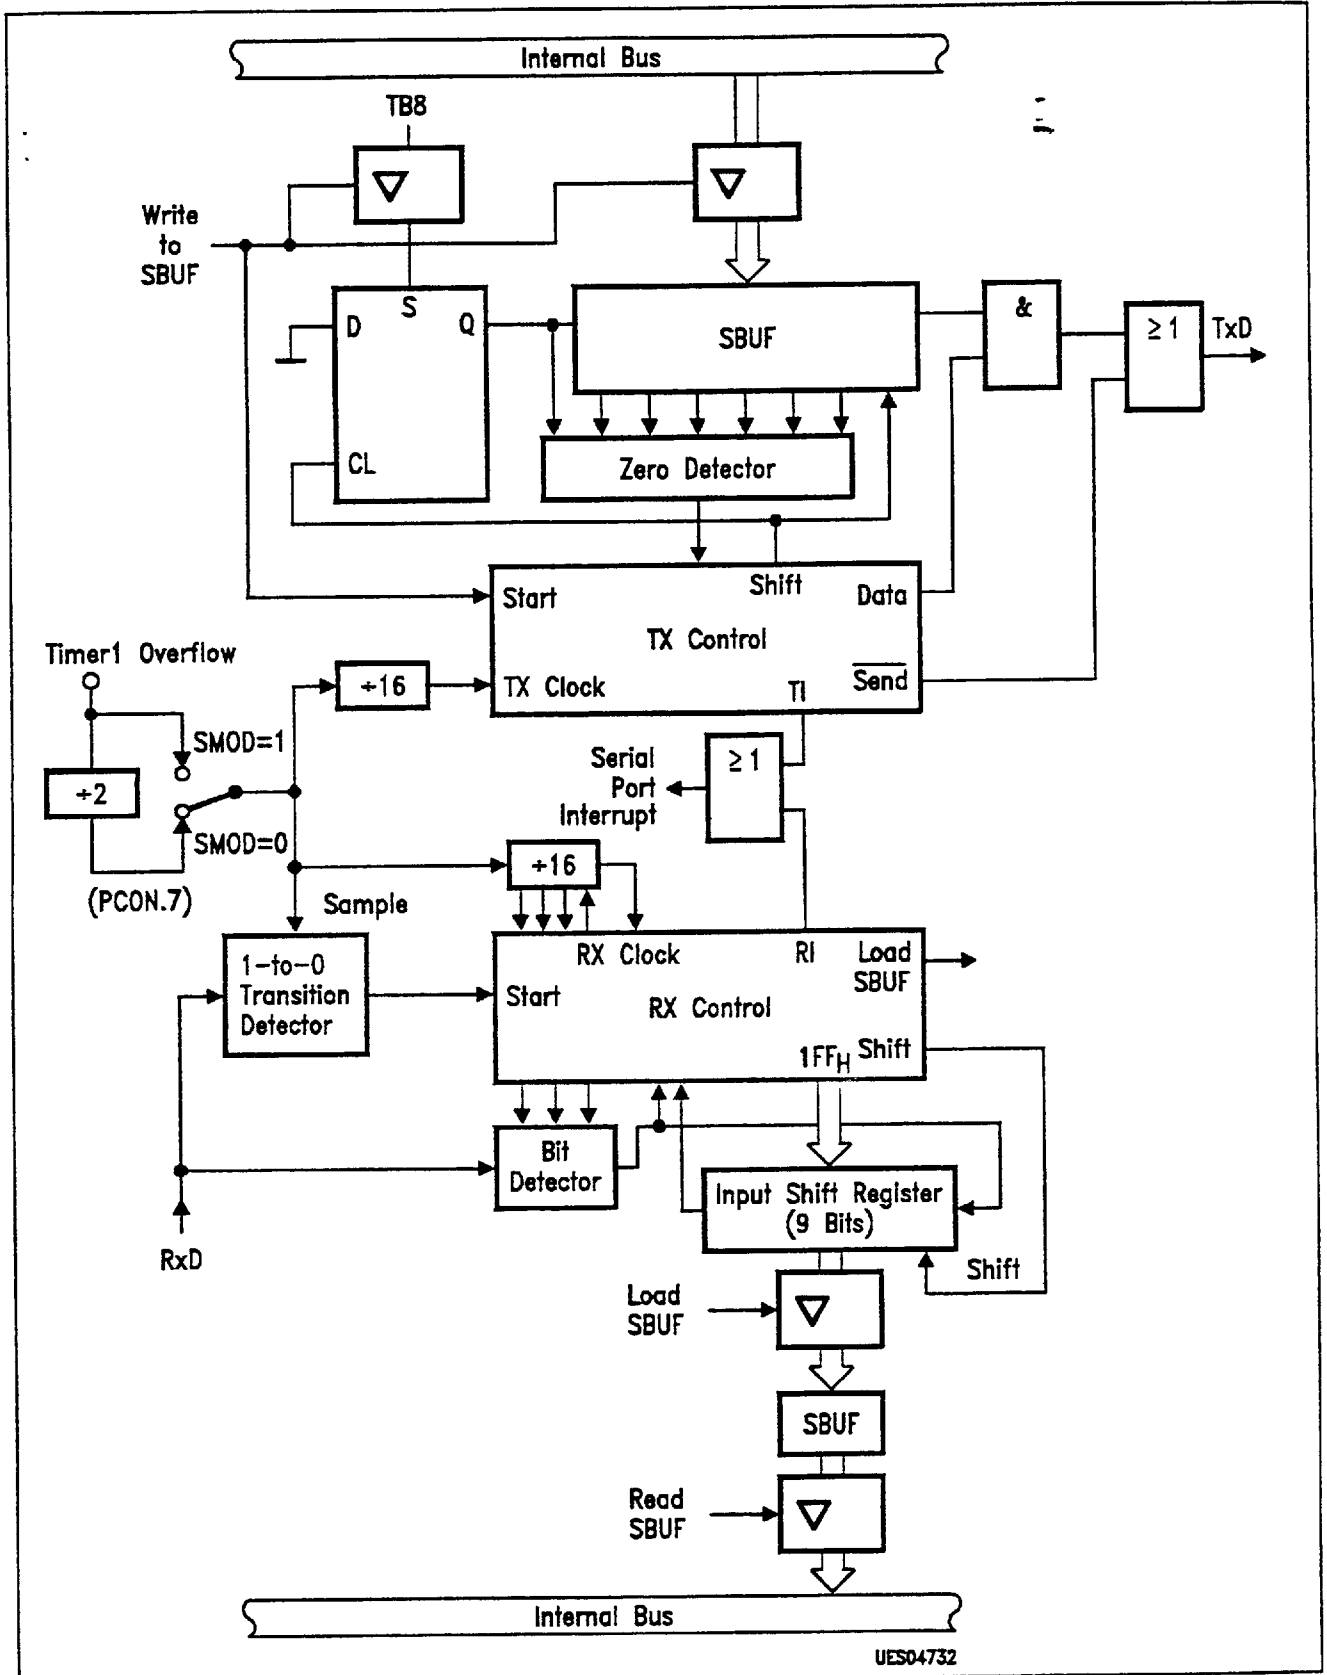 Internal Bus
TB8
Write
to
SBUF
S
D
Q
SBUF
&
≥1
TxD
CL
Zero Detector
Start
Shift
Data
TX Control
TX Clock
TI
S̅e̅n̅d̅
Timer1 Overflow
÷16
SMOD=1
÷2
SMOD=0
(PCON.7)
Serial
Port
Interrupt
≥1
÷16
Sample
1-to-0
Transition
Detector
RX Clock
RI
Load
SBUF
Start
RX Control
1FFH
Shift
Bit
Detector
Input Shift Register
(9 Bits)
RxD
Shift
Load
SBUF
SBUF
Read
SBUF
Internal Bus
UES04732